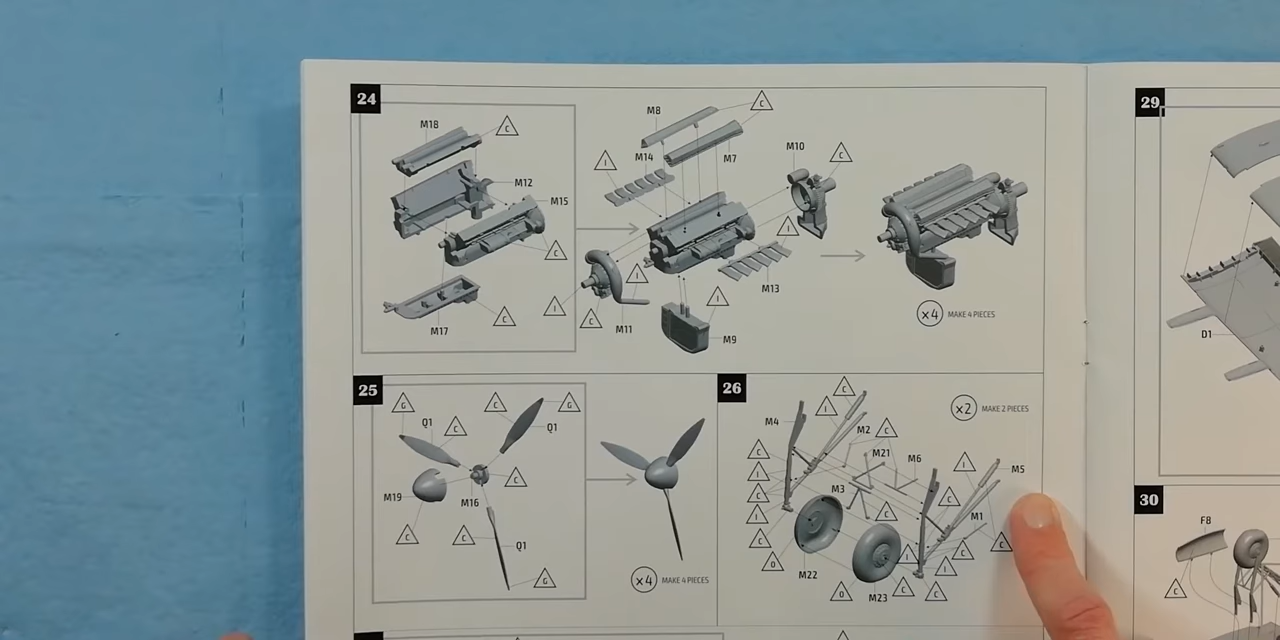 24
M18
C
M12
M15
C
M17
C
M8
C
I
M14
M7
M10
C
I
I
M13
I
C
M11
I
M9
x4 MAKE 4 PIECES
25
G
Q1
C
C
G
Q1
M19
M16
C
C
C
Q1
G
x4 MAKE 4 PIECES
26
x2 MAKE 2 PIECES
C
I
M4
M2
C
C
M21
M6
I
M5
I
C
M3
C
I
C
M1
C
C
I
C
O
M22
I
O
M23
C
C
29
D1
30
F8
C